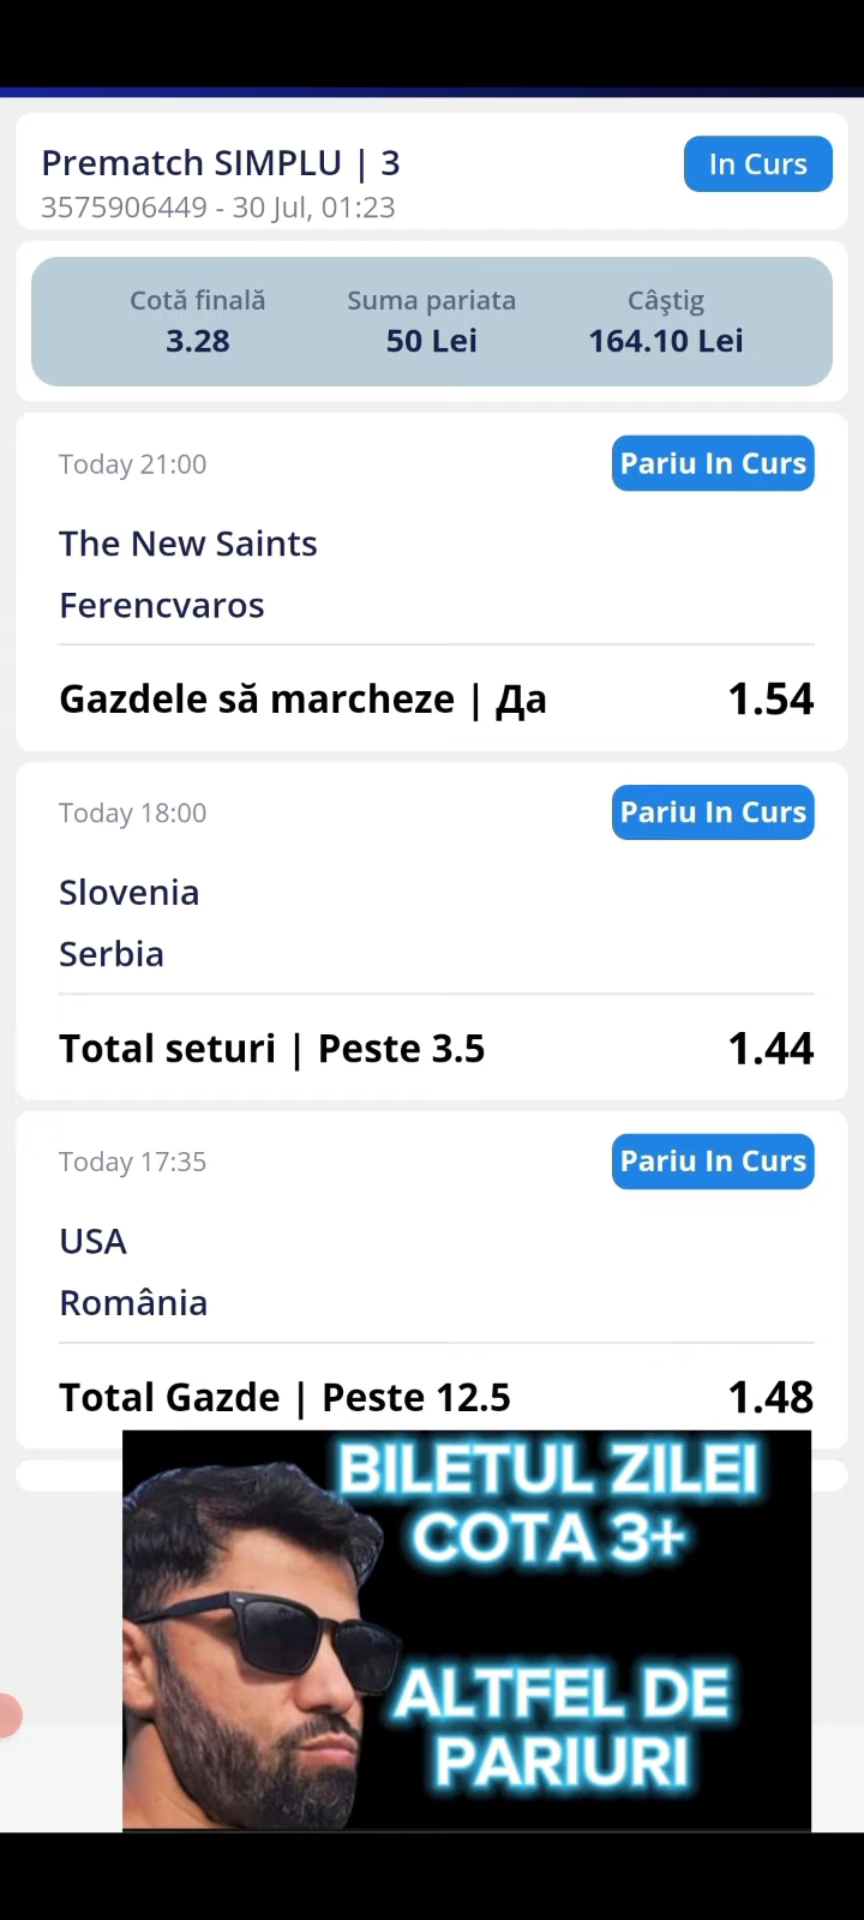 Prematch SIMPLU | 3
In Curs
3575906449 - 30 Jul, 01:23
Cotă finală
Suma pariata
Câştig
3.28
50 Lei
164.10 Lei
Today 21:00
Pariu In Curs
The New Saints
Ferencvaros
Gazdele să marcheze | Да
1.54
Today 18:00
Pariu In Curs
Slovenia
Serbia
Total seturi | Peste 3.5
1.44
Today 17:35
Pariu In Curs
USA
România
Total Gazde | Peste 12.5
1.48
BILETUL ZILEI
COTA 3+
ALTFEL DE
PARIURI